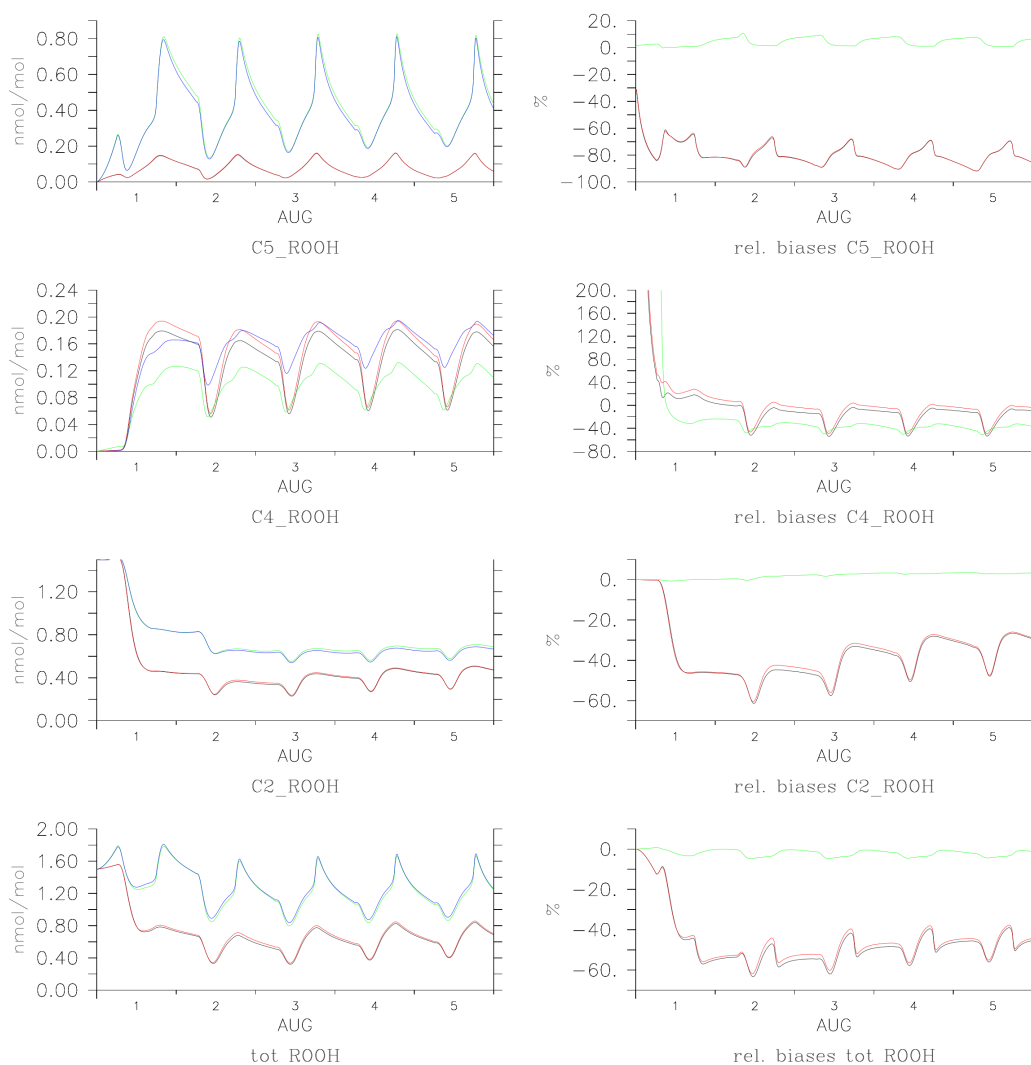 nmol/mol
0.80
0.60
0.40
0.20
0.00
1 2 3 4 5
AUG
C5_ROOH
%
20.
0.
−20.
−40.
−60.
−80.
−100.
1 2 3 4 5
AUG
rel. biases C5_ROOH
nmol/mol
0.24
0.20
0.16
0.12
0.08
0.04
0.00
1 2 3 4 5
AUG
C4_ROOH
%
200.
160.
120.
80.
40.
0.
−40.
−80.
1 2 3 4 5
AUG
rel. biases C4_ROOH
nmol/mol
1.20
0.80
0.40
0.00
1 2 3 4 5
AUG
C2_ROOH
%
0.
−20.
−40.
−60.
1 2 3 4 5
AUG
rel. biases C2_ROOH
nmol/mol
2.00
1.60
1.20
0.80
0.40
0.00
1 2 3 4 5
AUG
tot ROOH
%
0.
−20.
−40.
−60.
1 2 3 4 5
AUG
rel. biases tot ROOH